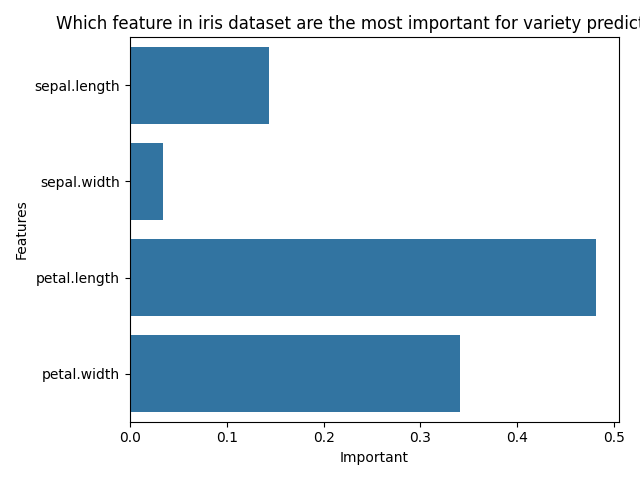 Which feature in iris dataset are the most important for variety predict
sepal.length
sepal.width
petal.length
petal.width
Features
0.0 0.1 0.2 0.3 0.4 0.5
Important